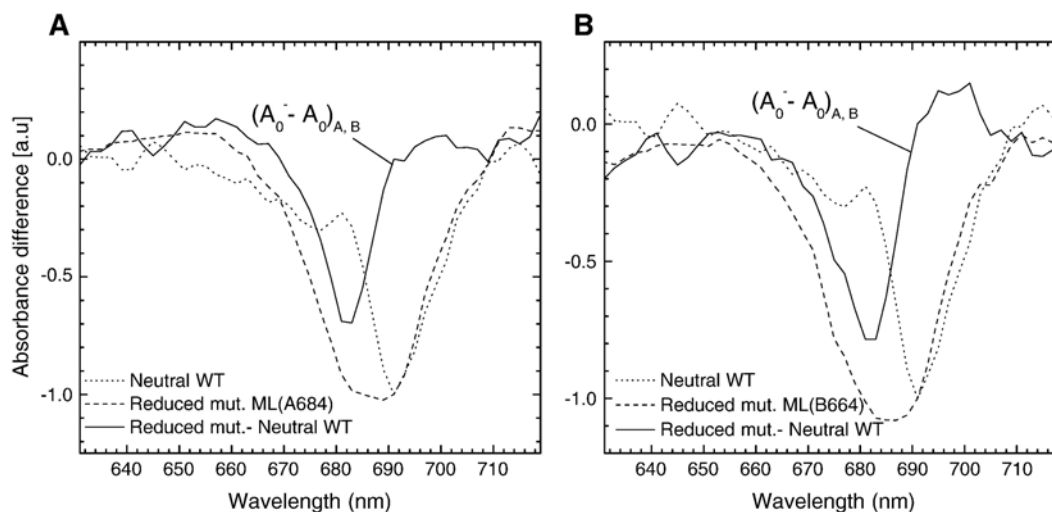 A
Absorbance difference [a.u]
0.0
-0.5
-1.0
(A₀⁻- A₀)A, B
Neutral WT
Reduced mut. ML(A684)
Reduced mut.- Neutral WT
640 650 660 670 680 690 700 710
Wavelength (nm)
B
0.0
-0.5
-1.0
(A₀⁻- A₀)A, B
Neutral WT
Reduced mut. ML(B664)
Reduced mut.- Neutral WT
640 650 660 670 680 690 700 710
Wavelength (nm)